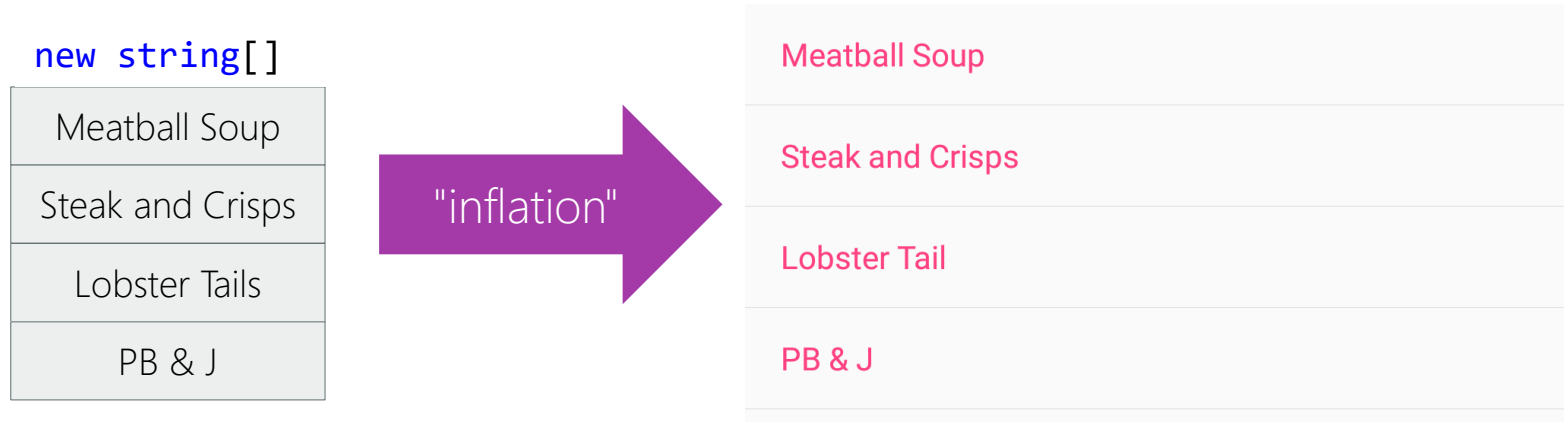 new string[]
Meatball Soup
Steak and Crisps
Lobster Tails
PB & J
"inflation"
Meatball Soup
Steak and Crisps
Lobster Tail
PB & J